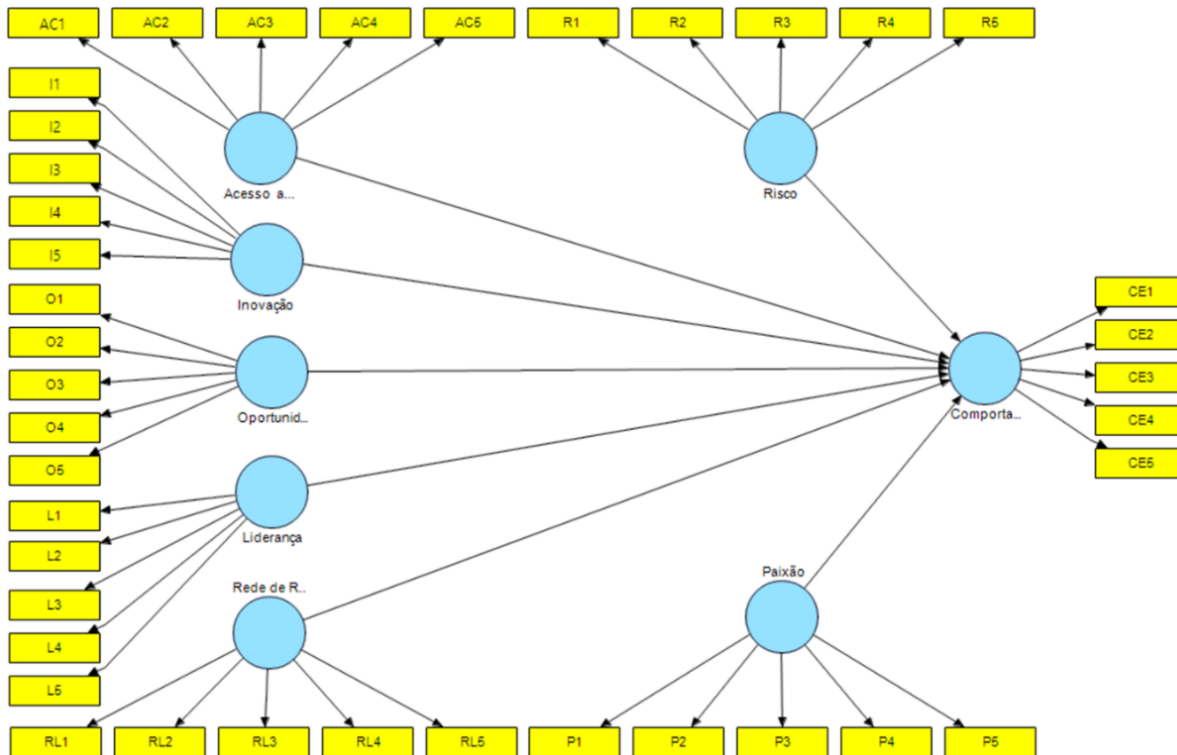 AC1
AC2
AC3
AC4
AC5
R1
R2
R3
R4
R5
I1
I2
I3
I4
I5
Acesso a...
Risco
Inovação
O1
O2
O3
O4
O5
Oportunid...
CE1
CE2
CE3
CE4
CE5
Comporta...
L1
L2
L3
L4
L5
Liderança
Rede de R..
Paixão
RL1
RL2
RL3
RL4
RL5
P1
P2
P3
P4
P5